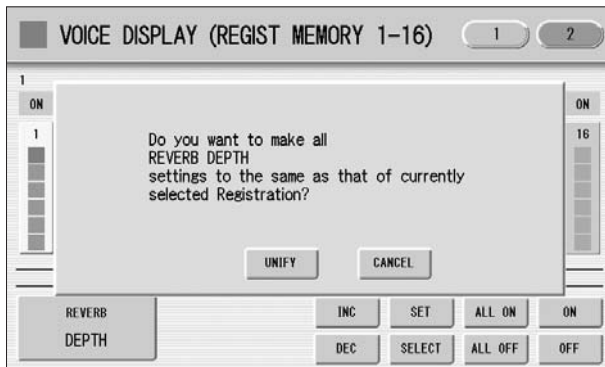 VOICE DISPLAY (REGIST MEMORY 1-16) 1 2
1
ON ON
1 16
Do you want to make all
REVERB DEPTH
settings to the same as that of currently
selected Registration?
UNIFY CANCEL
REVERB INC SET ALL ON ON
DEPTH DEC SELECT ALL OFF OFF